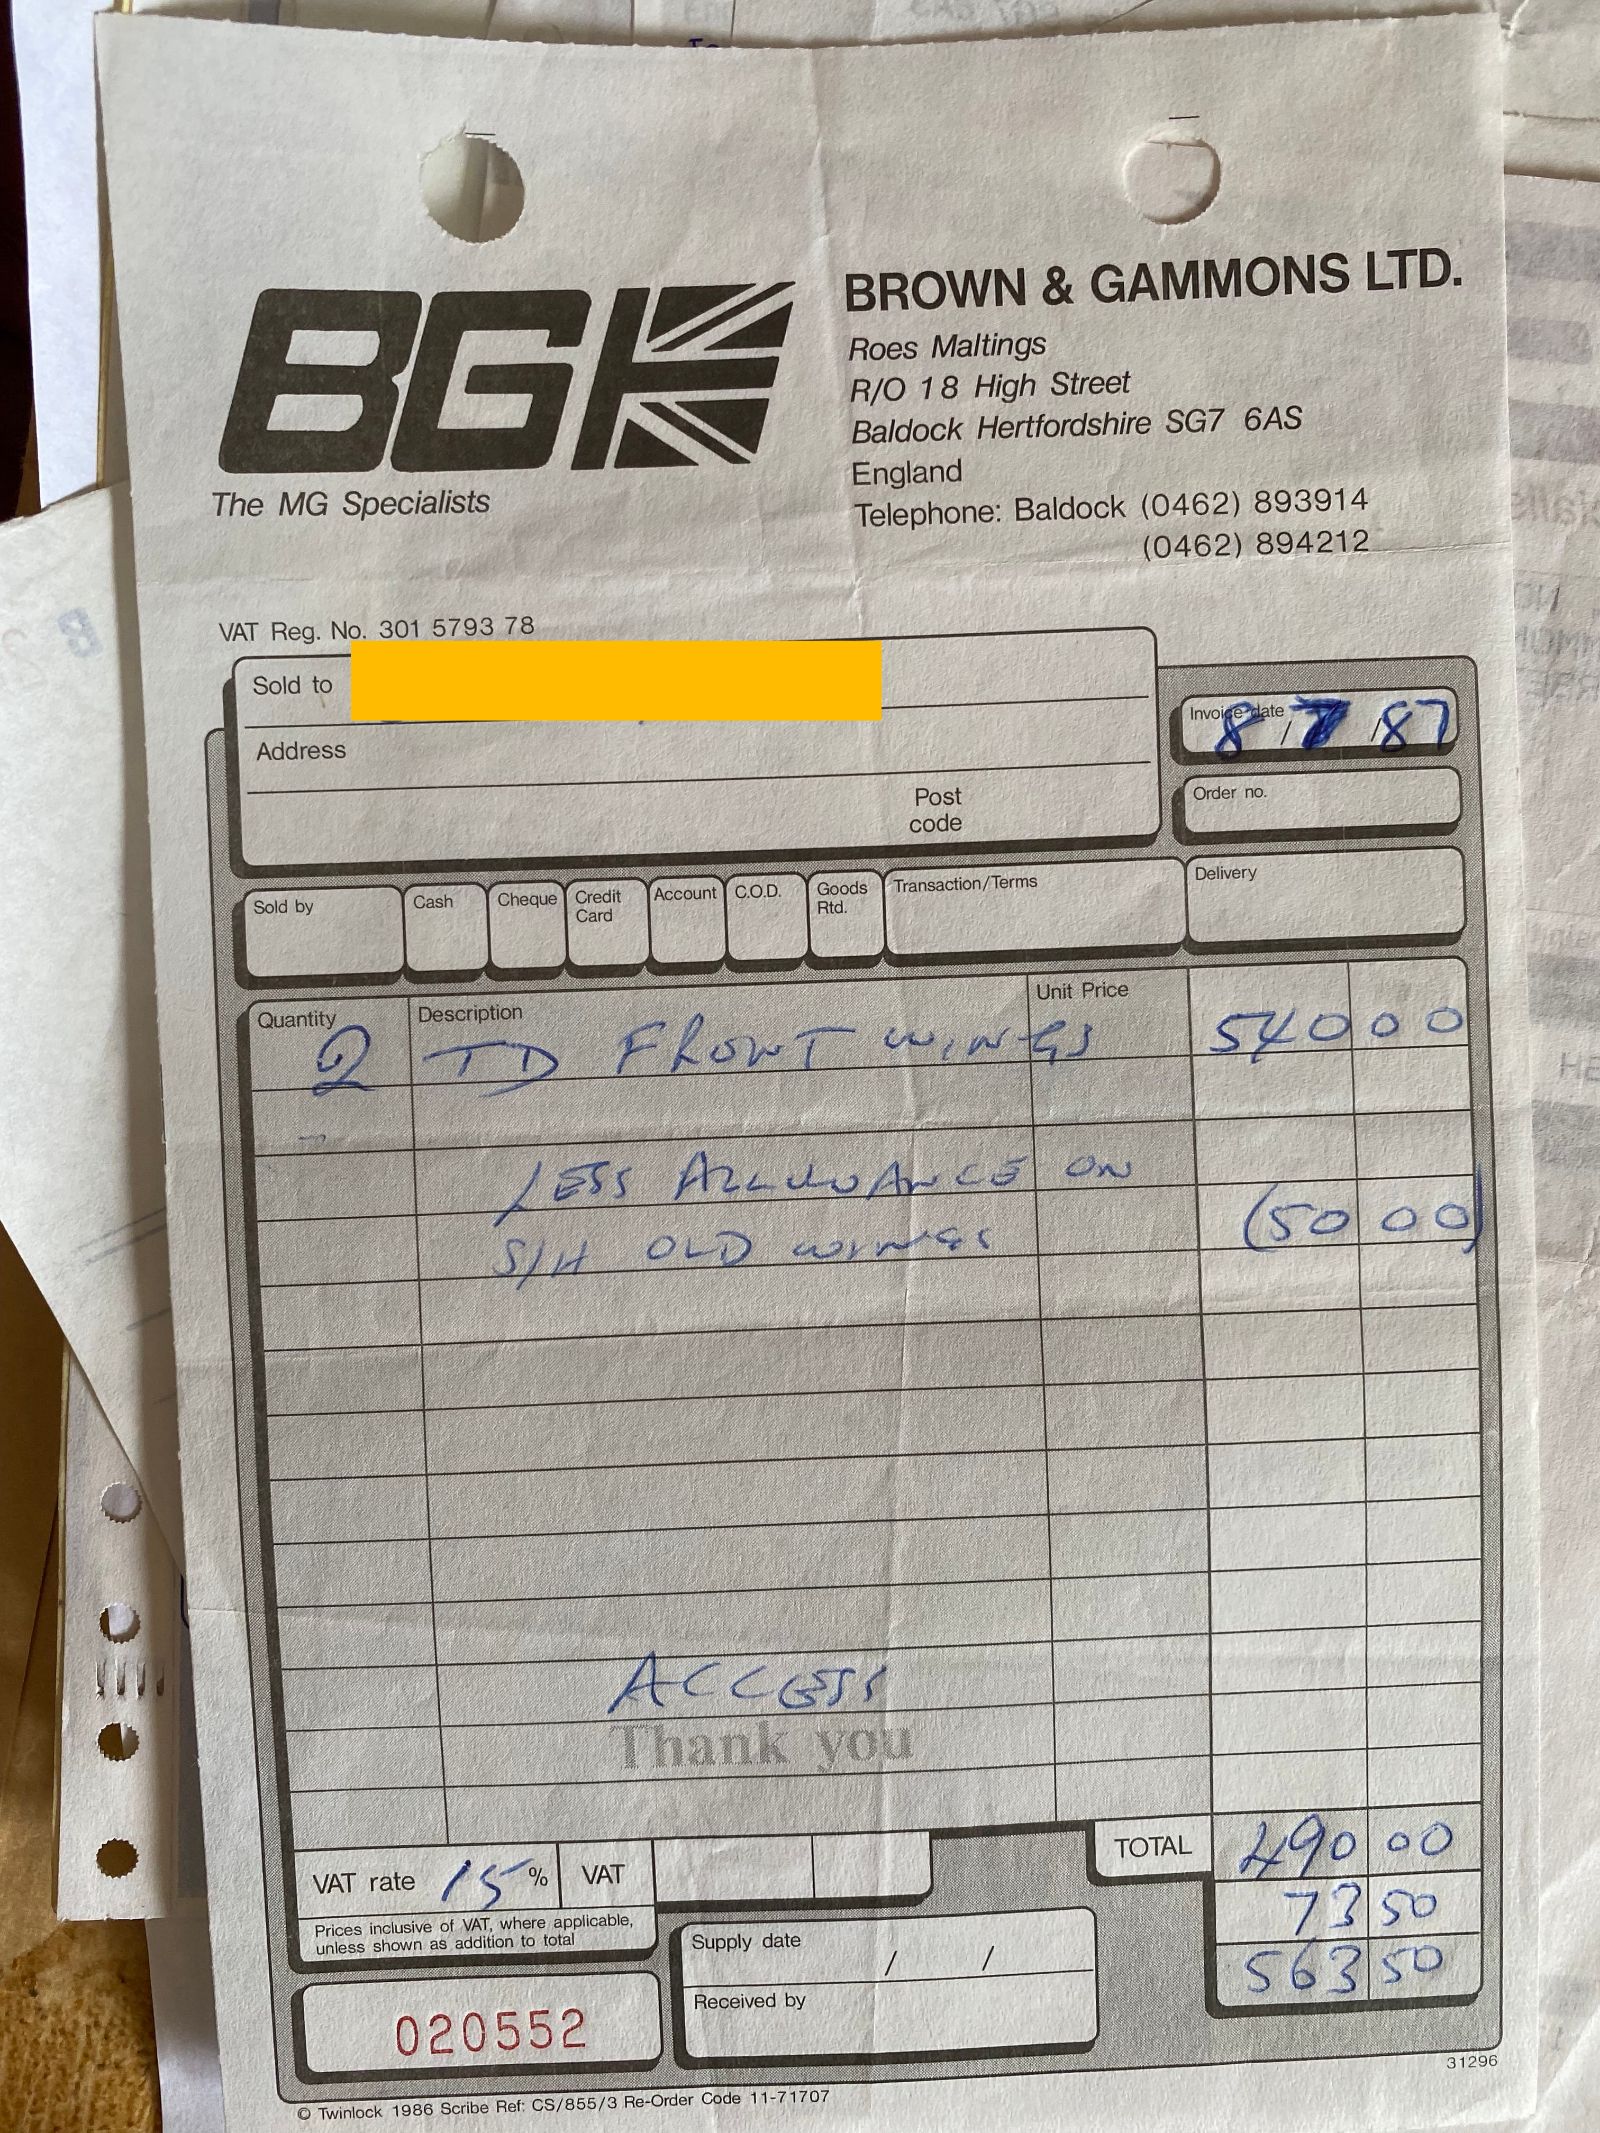 BG
The MG Specialists
BROWN & GAMMONS LTD.
Roes Maltings
R/O 18 High Street
Baldock Hertfordshire SG7 6AS
England
Telephone: Baldock (0462) 893914
(0462) 894212
VAT Reg. No. 301 5793 78
Sold to
Address
Post code
Invoice date 8/7/87
Order no.
Sold by
Cash
Cheque
Credit Card
Account
C.O.D.
Goods Rtd.
Transaction/Terms
Delivery
Quantity Description Unit Price
2 TD FRONT WINGS 540 00
LESS ALLOWANCE ON
S/H OLD WINGS (50 00)
ACCESS
Thank you
TOTAL 490 00
VAT rate 15 % VAT
73 50
Prices inclusive of VAT, where applicable,
unless shown as addition to total
563 50
Supply date / /
Received by
020552
31296
© Twinlock 1986 Scribe Ref: CS/855/3 Re-Order Code 11-71707